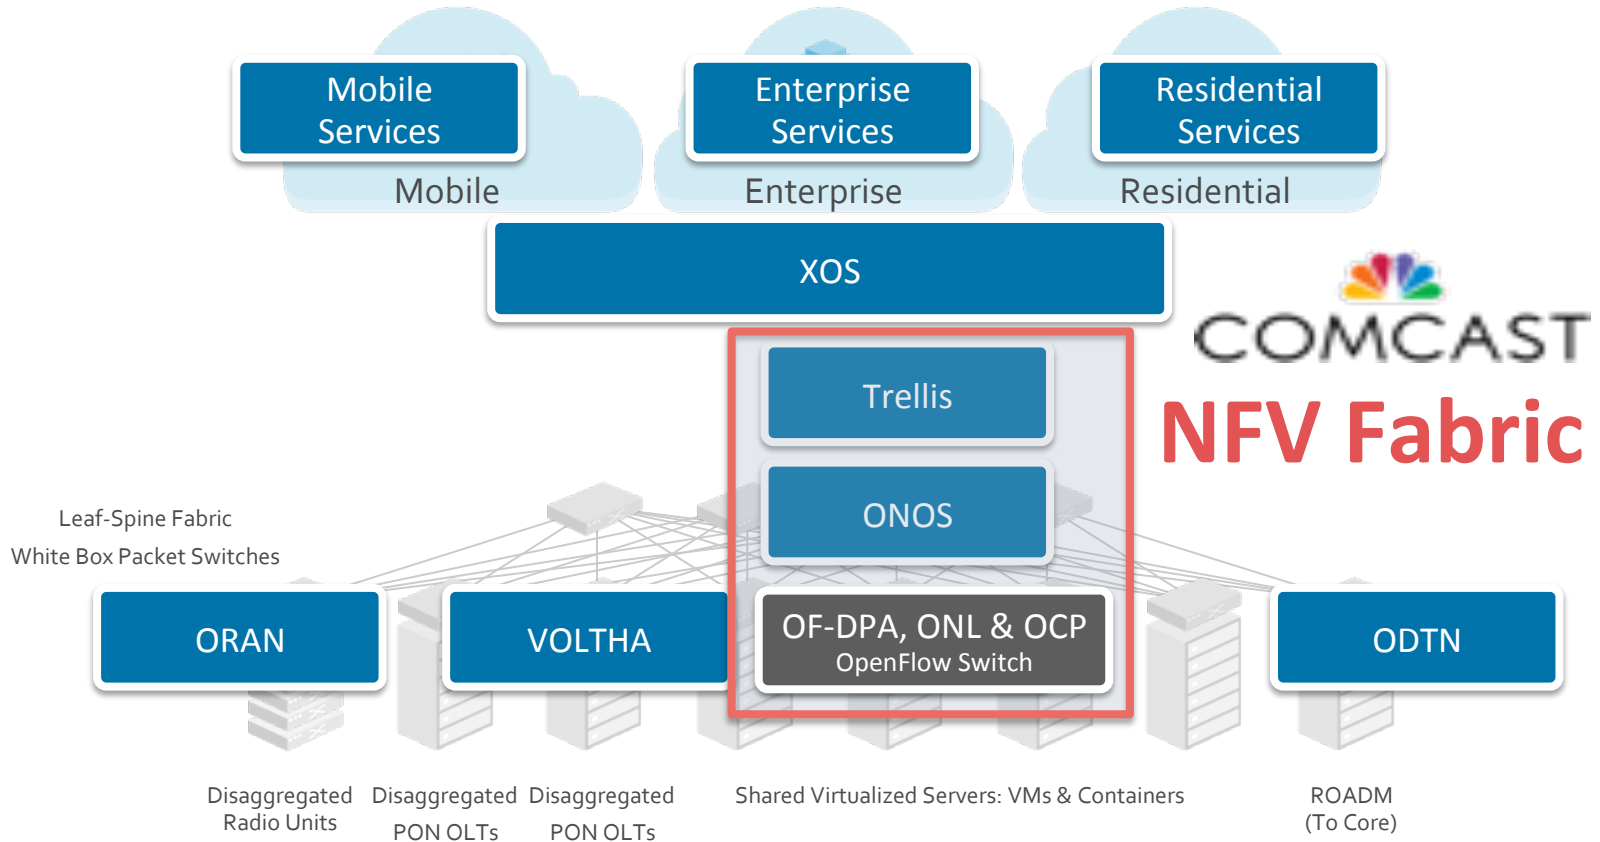 Mobile
Services
Enterprise
Services
Residential
Services
Mobile
Enterprise
Residential
XOS
COMCAST
NFV Fabric
Trellis
ONOS
Leaf-Spine Fabric
White Box Packet Switches
ORAN
VOLTHA
OF-DPA, ONL & OCP
OpenFlow Switch
ODTN
Disaggregated
Radio Units
Disaggregated
PON OLTs
Disaggregated
PON OLTs
Shared Virtualized Servers: VMs & Containers
ROADM
(To Core)